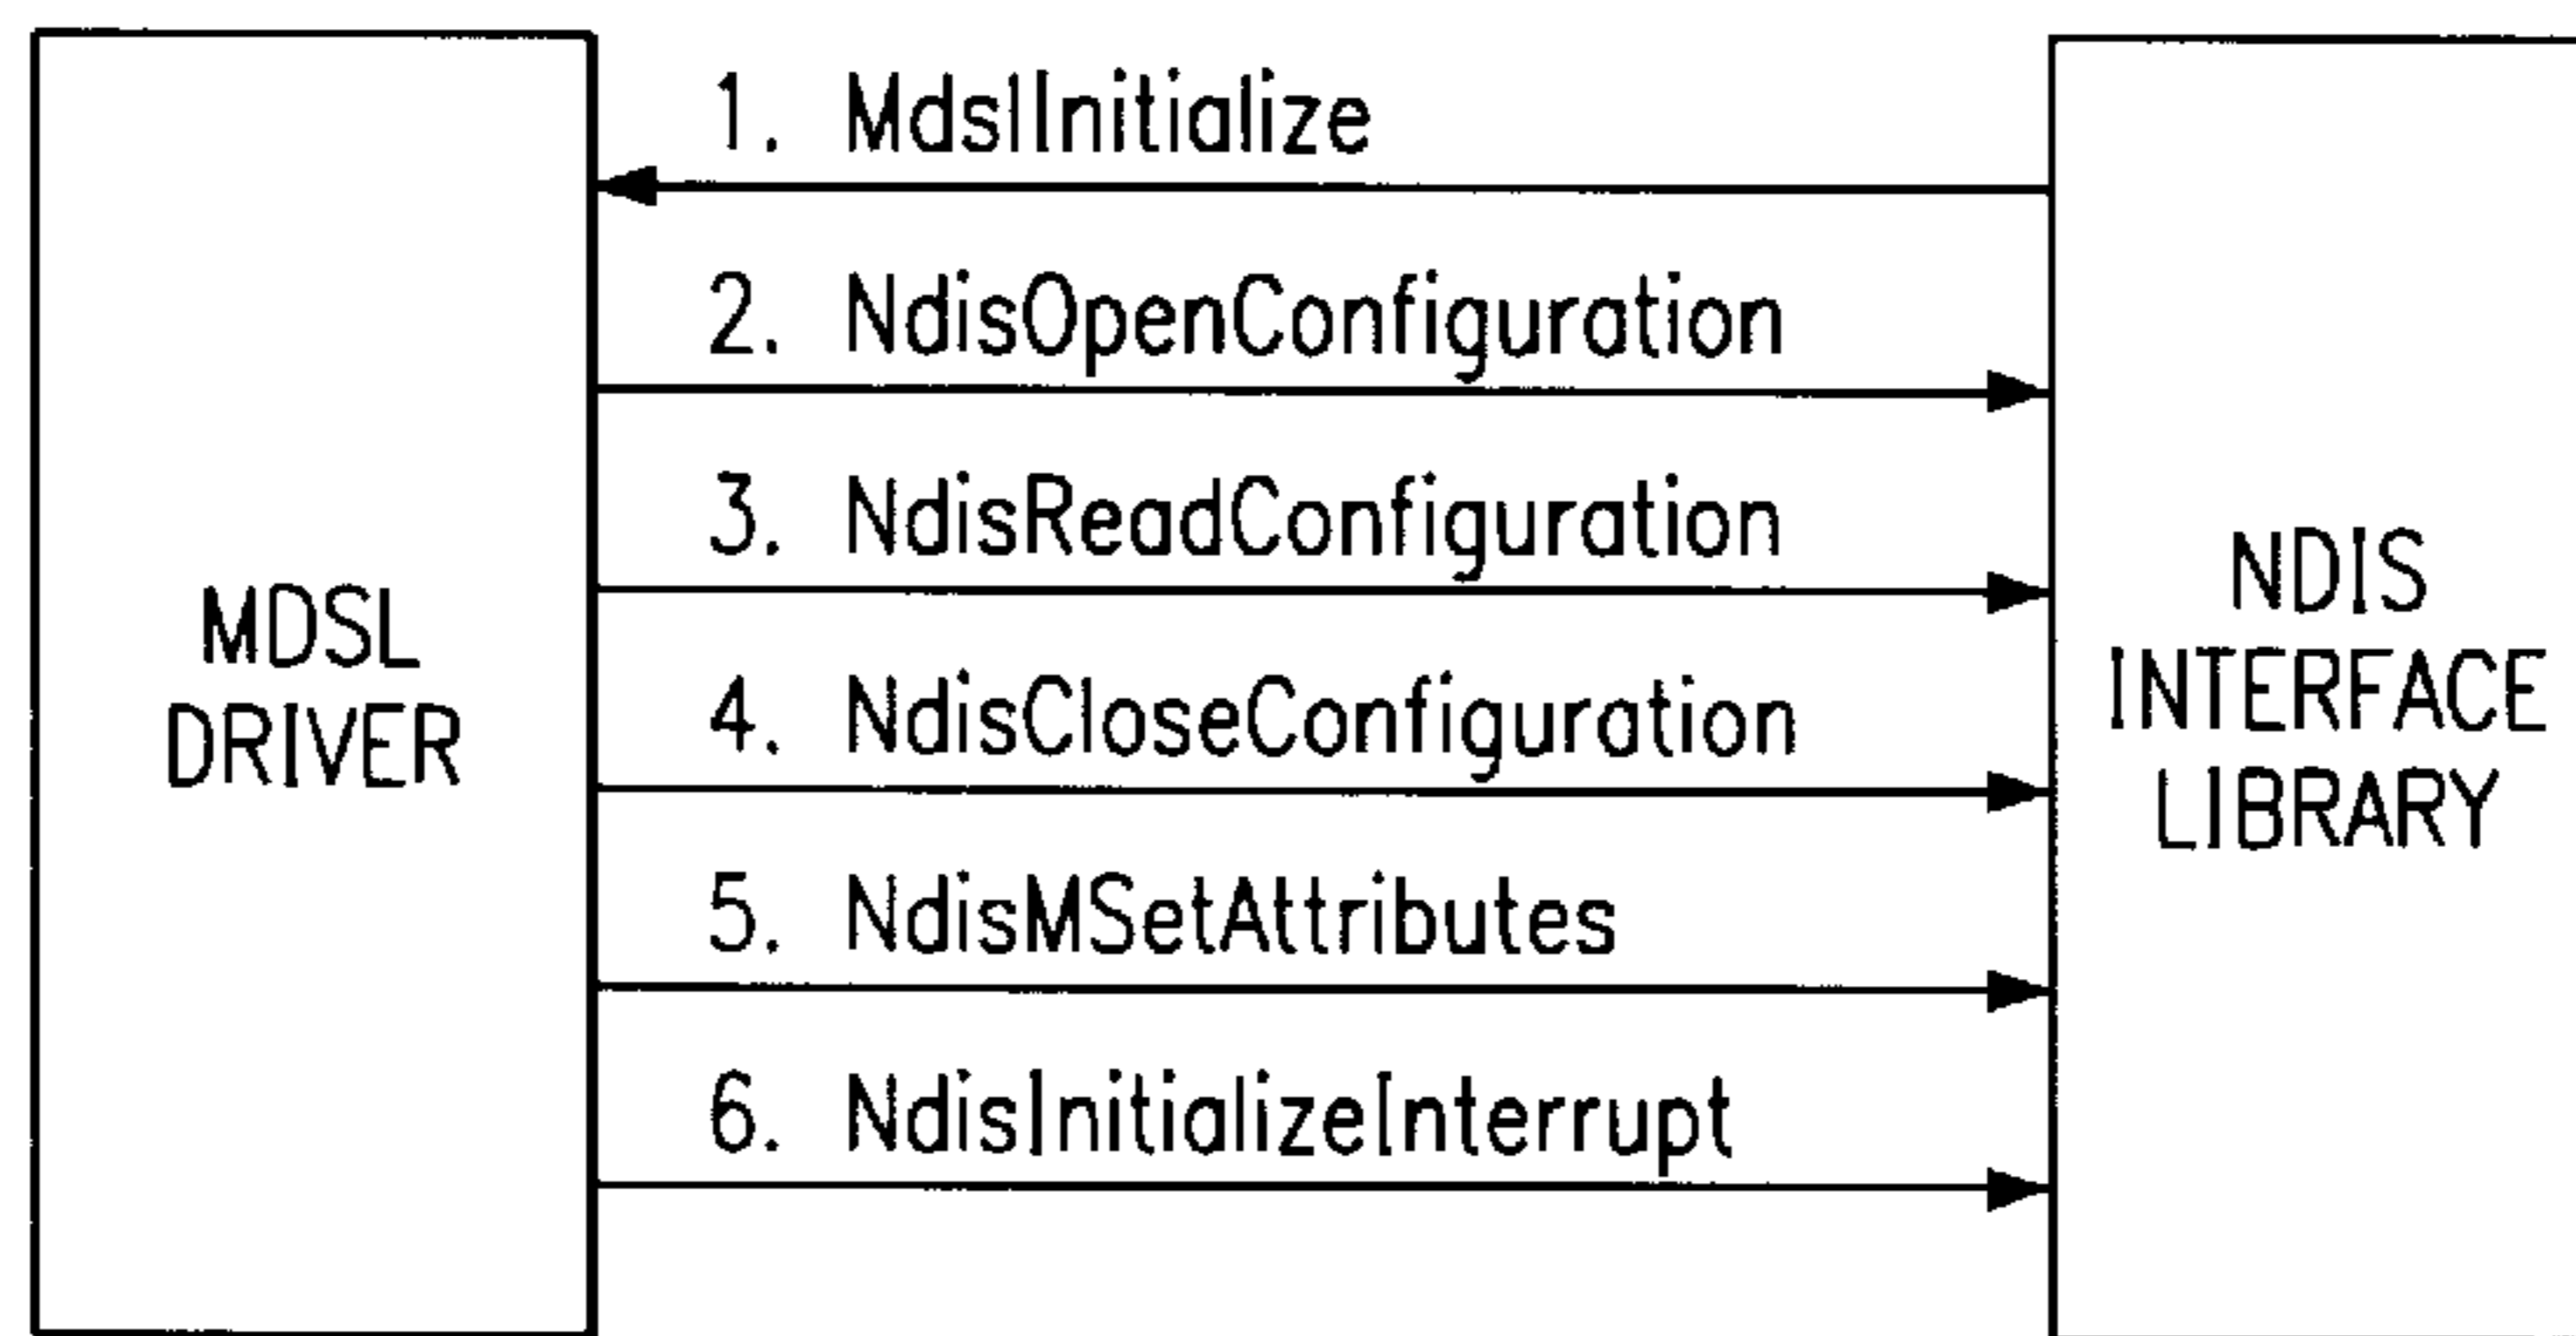 1. MdslInitialize
2. NdisOpenConfiguration
3. NdisReadConfiguration
4. NdisCloseConfiguration
5. NdisMSetAttributes
6. NdisInitializeInterrupt
MDSL
DRIVER
NDIS
INTERFACE
LIBRARY